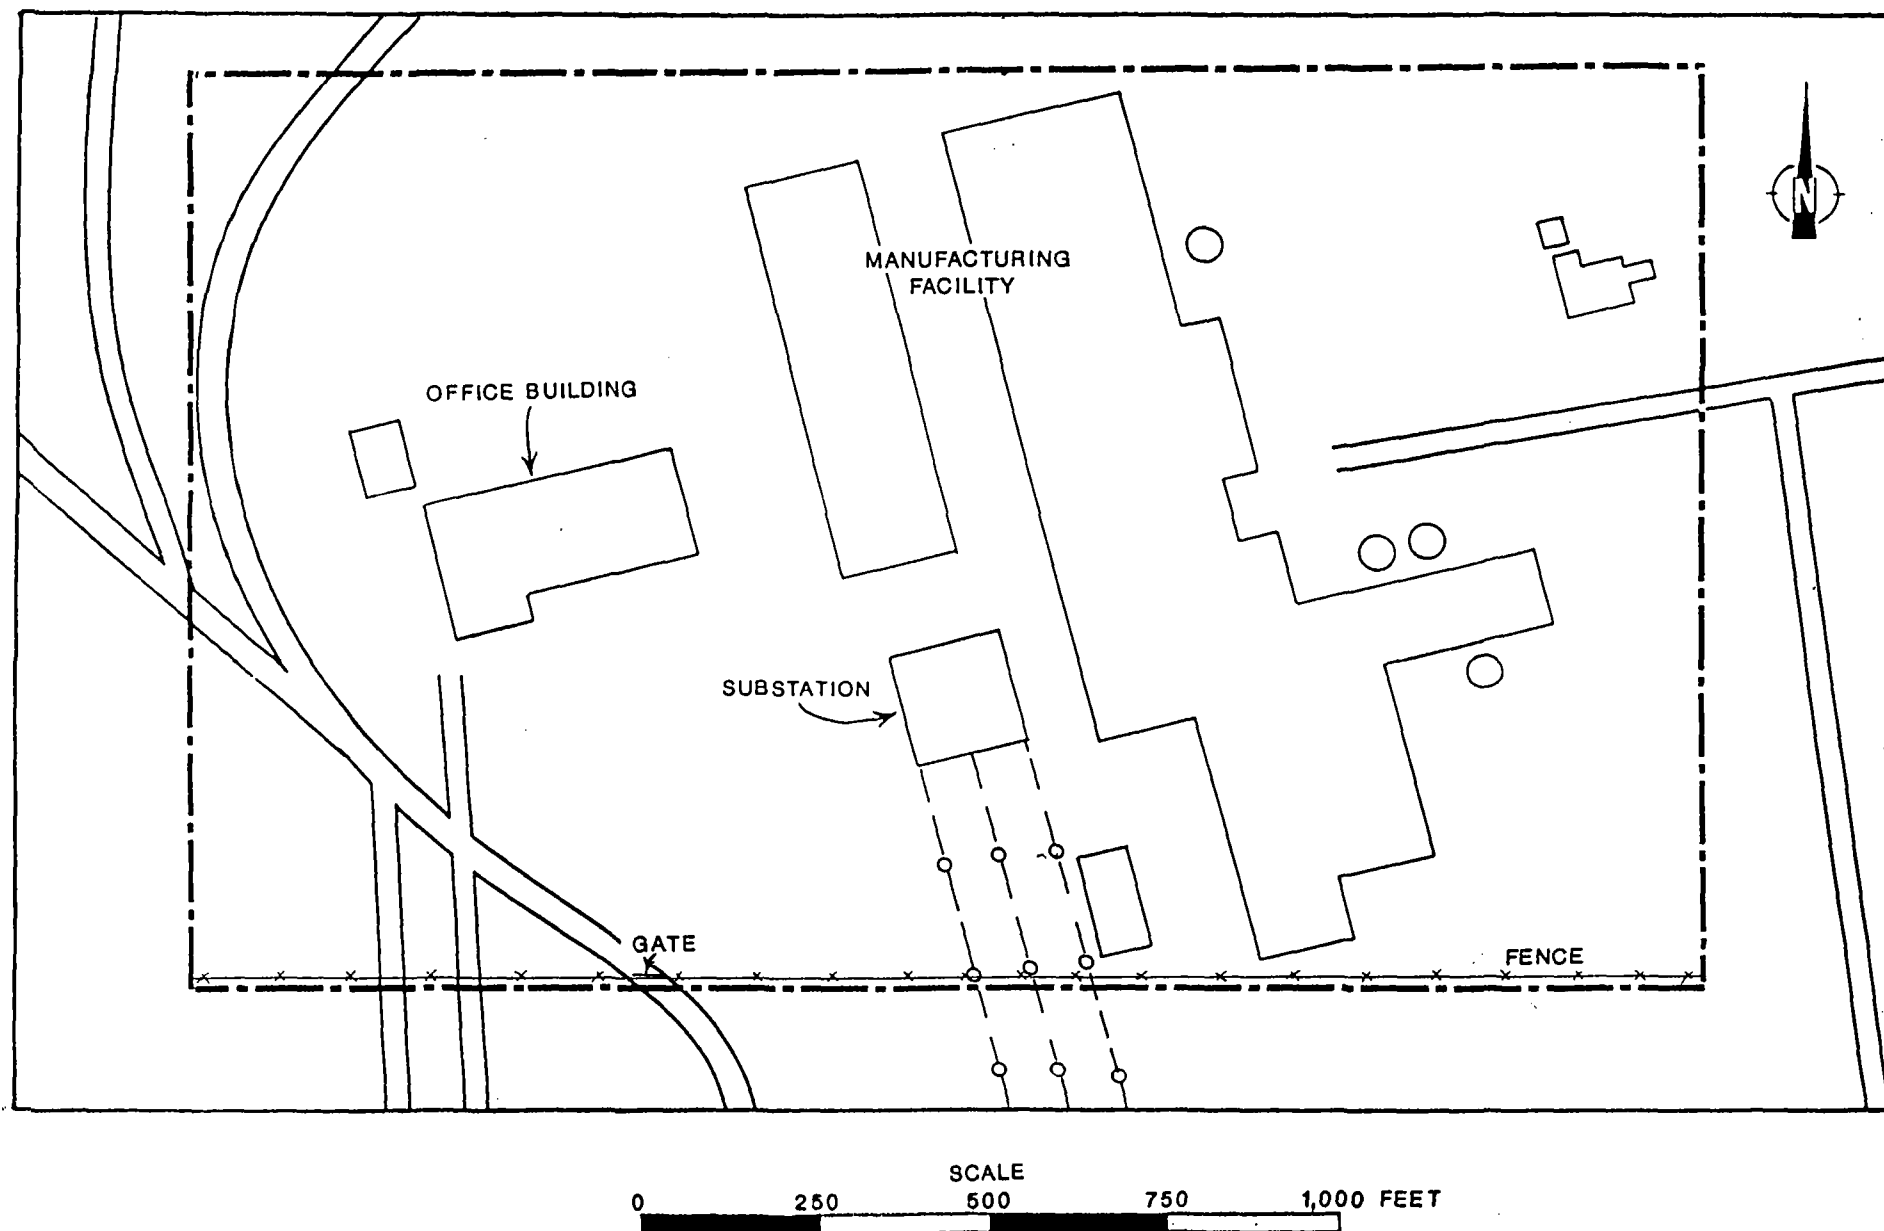 N
MANUFACTURING
FACILITY
OFFICE BUILDING
SUBSTATION
GATE
FENCE
SCALE
0 250 500 750 1,000 FEET